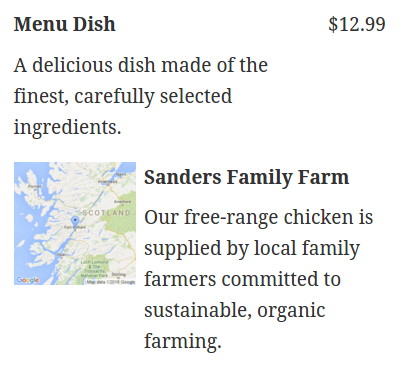 Menu Dish $12.99
A delicious dish made of the
finest, carefully selected
ingredients.
Sanders Family Farm
Our free-range chicken is
supplied by local family
farmers committed to
sustainable, organic
farming.
SCOTLAND
Google
Map data ©2016 Google